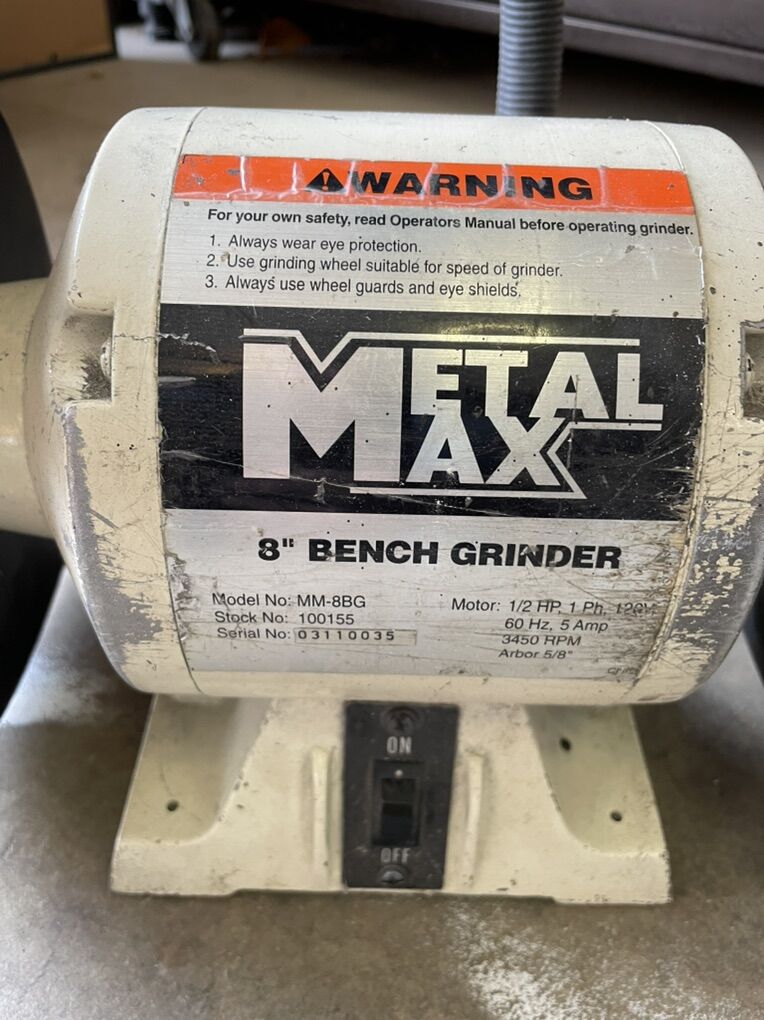 WARNING
For your own safety, read Operators Manual before operating grinder.
1. Always wear eye protection.
2. Use grinding wheel suitable for speed of grinder.
3. Always use wheel guards and eye shields.
METAL
MAX
8" BENCH GRINDER
Model No: MM-8BG
Stock No: 100155
Serial No: 03110035
Motor: 1/2 HP, 1 Ph, 120V
60 Hz, 5 Amp
3450 RPM
Arbor 5/8"
ON
OFF